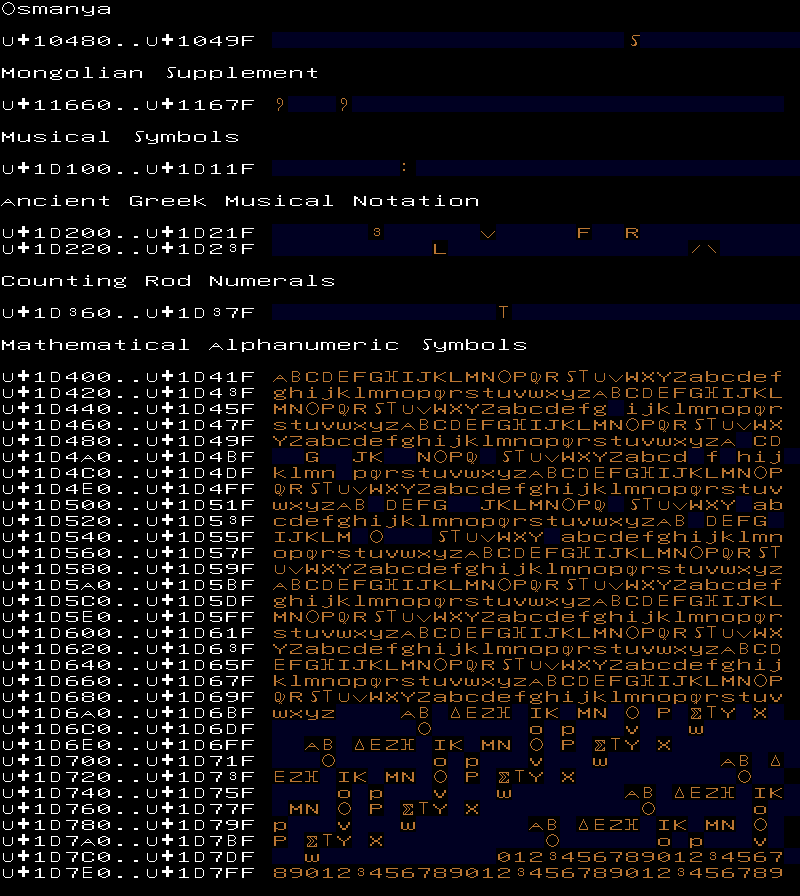 Osmanya
U+10480..U+1049F S
Mongolian Supplement
U+11660..U+1167F ? ?
Musical Symbols
U+1D100..U+1D11F :
Ancient Greek Musical Notation
U+1D200..U+1D21F 3 V F R
U+1D220..U+1D23F L / \
Counting Rod Numerals
U+1D360..U+1D37F T
Mathematical Alphanumeric Symbols
U+1D400..U+1D41F ABCDEFGHIJKLMNOPQRSTUVWXYZabcdef
U+1D420..U+1D43F ghijklmnopqrstuvwxyzABCDEFGHIJKL
U+1D440..U+1D45F MNOPQRSTUVWXYZabcdefg ijklmnopqr
U+1D460..U+1D47F stuvwxyzABCDEFGHIJKLMNOPQRSTUVWX
U+1D480..U+1D49F YZabcdefghijklmnopqrstuvwxyzA CD
U+1D4A0..U+1D4BF G JK NOPQ STUVWXYZabcd f hij
U+1D4C0..U+1D4DF klmn pqrstuvwxyzABCDEFGHIJKLMNOP
U+1D4E0..U+1D4FF QRSTUVWXYZabcdefghijklmnopqrstuv
U+1D500..U+1D51F wxyzAB DEFG JKLMNOPQ STUVWXY ab
U+1D520..U+1D53F cdefghijklmnopqrstuvwxyzAB DEFG
U+1D540..U+1D55F IJKLM O STUVWXY abcdefghijklmn
U+1D560..U+1D57F opqrstuvwxyzABCDEFGHIJKLMNOPQRST
U+1D580..U+1D59F UVWXYZabcdefghijklmnopqrstuvwxyz
U+1D5A0..U+1D5BF ABCDEFGHIJKLMNOPQRSTUVWXYZabcdef
U+1D5C0..U+1D5DF ghijklmnopqrstuvwxyzABCDEFGHIJKL
U+1D5E0..U+1D5FF MNOPQRSTUVWXYZabcdefghijklmnopqr
U+1D600..U+1D61F stuvwxyzABCDEFGHIJKLMNOPQRSTUVWX
U+1D620..U+1D63F YZabcdefghijklmnopqrstuvwxyzABCD
U+1D640..U+1D65F EFGHIJKLMNOPQRSTUVWXYZabcdefghij
U+1D660..U+1D67F klmnopqrstuvwxyzABCDEFGHIJKLMNOP
U+1D680..U+1D69F QRSTUVWXYZabcdefghijklmnopqrstuv
U+1D6A0..U+1D6BF wxyz AB ΔEZH IK MN O P ΣTY X
U+1D6C0..U+1D6DF O o p v w
U+1D6E0..U+1D6FF AB ΔEZH IK MN O P ΣTY X
U+1D700..U+1D71F O o p v w AB Δ
U+1D720..U+1D73F EZH IK MN O P ΣTY X O
U+1D740..U+1D75F o p v w AB ΔEZH IK
U+1D760..U+1D77F MN O P ΣTY X O o
U+1D780..U+1D79F p v w AB ΔEZH IK MN O
U+1D7A0..U+1D7BF P ΣTY X O o p v
U+1D7C0..U+1D7DF w 012345678901234567
U+1D7E0..U+1D7FF 89012345678901234567890123456789